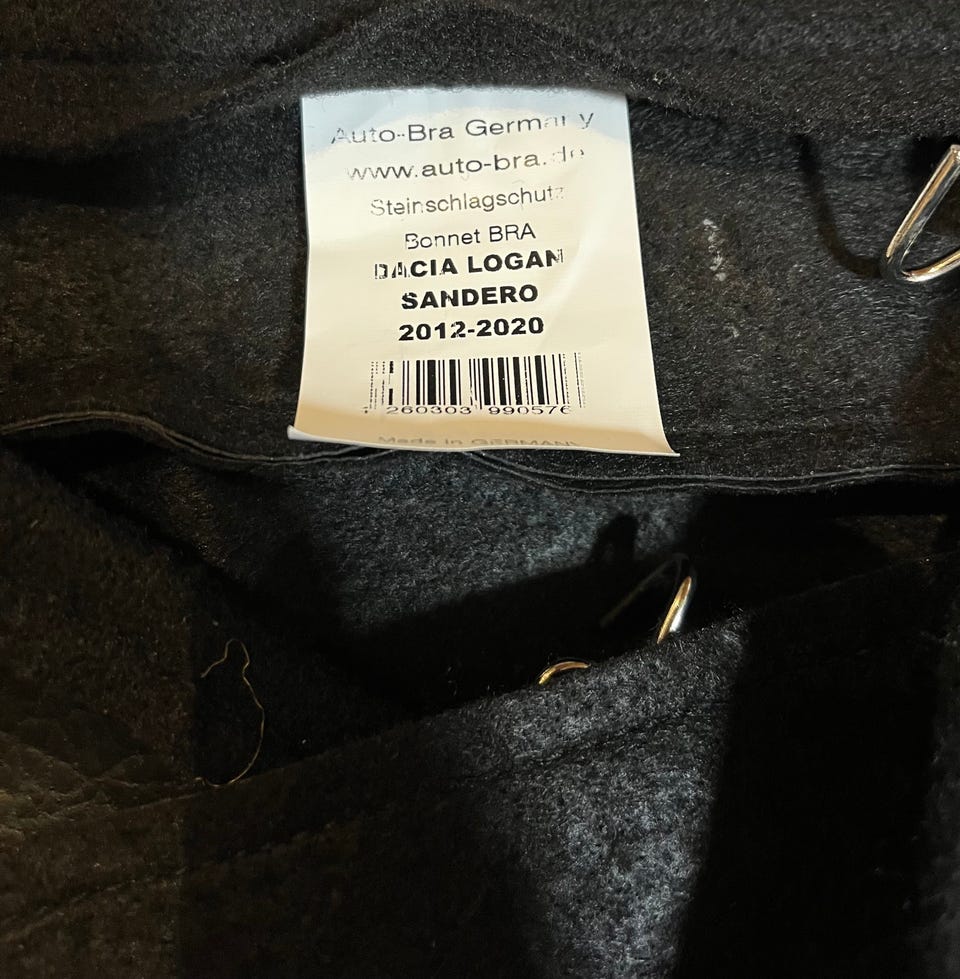 Auto-Bra Germany
www.auto-bra.de
Steinschlagschutz
Bonnet BRA
DACIA LOGAN
SANDERO
2012-2020
4 260303 990576
Made in GERMANY